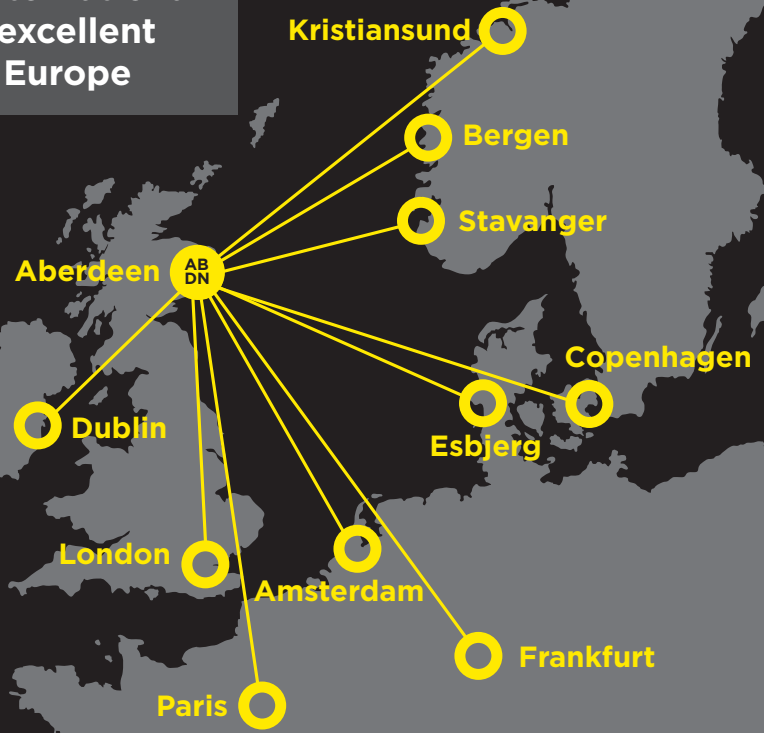 excellent
Europe
Kristiansund
Bergen
Stavanger
Aberdeen
AB
DN
Copenhagen
Dublin
Esbjerg
London
Amsterdam
Frankfurt
Paris